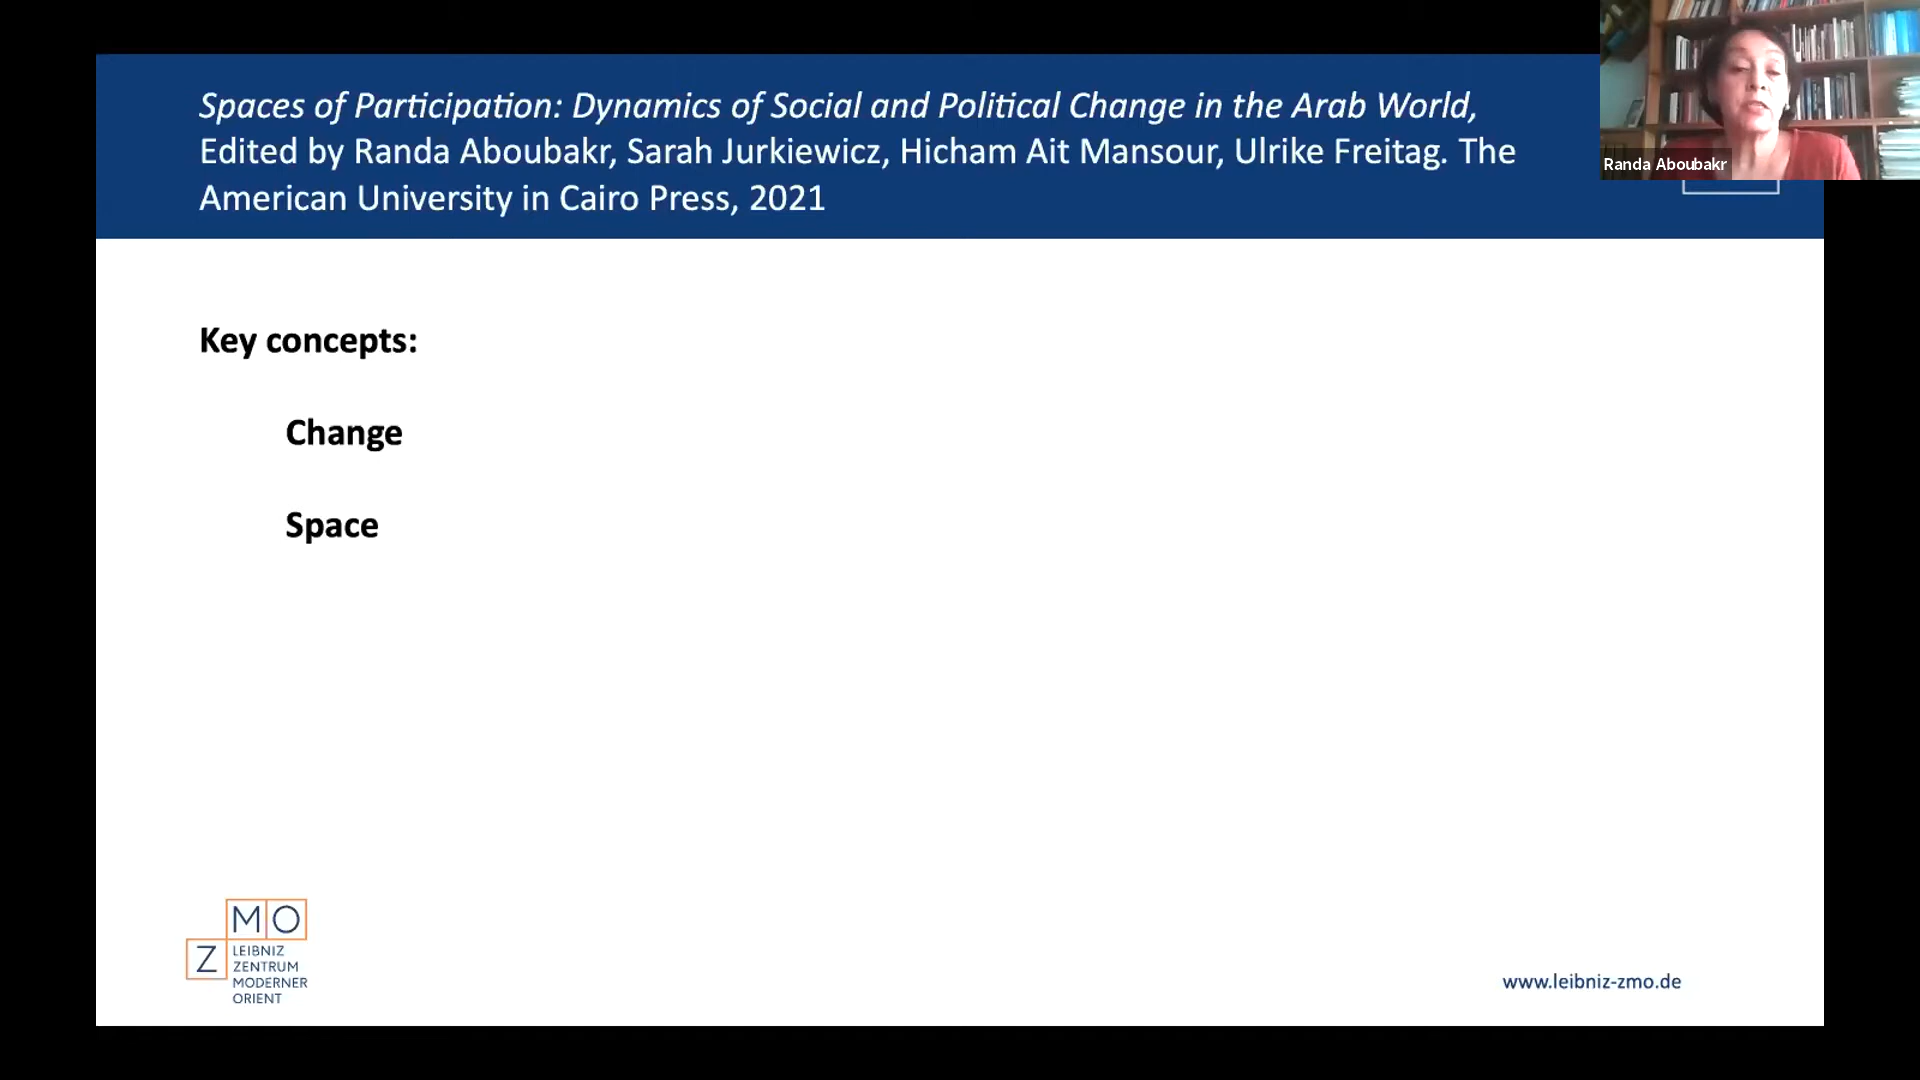 Spaces of Participation: Dynamics of Social and Political Change in the Arab World,
Edited by Randa Aboubakr, Sarah Jurkiewicz, Hicham Ait Mansour, Ulrike Freitag. The
American University in Cairo Press, 2021
Randa Aboubakr
Key concepts:
Change
Space
MO
Z
LEIBNIZ
ZENTRUM
MODERNER
ORIENT
www.leibniz-zmo.de